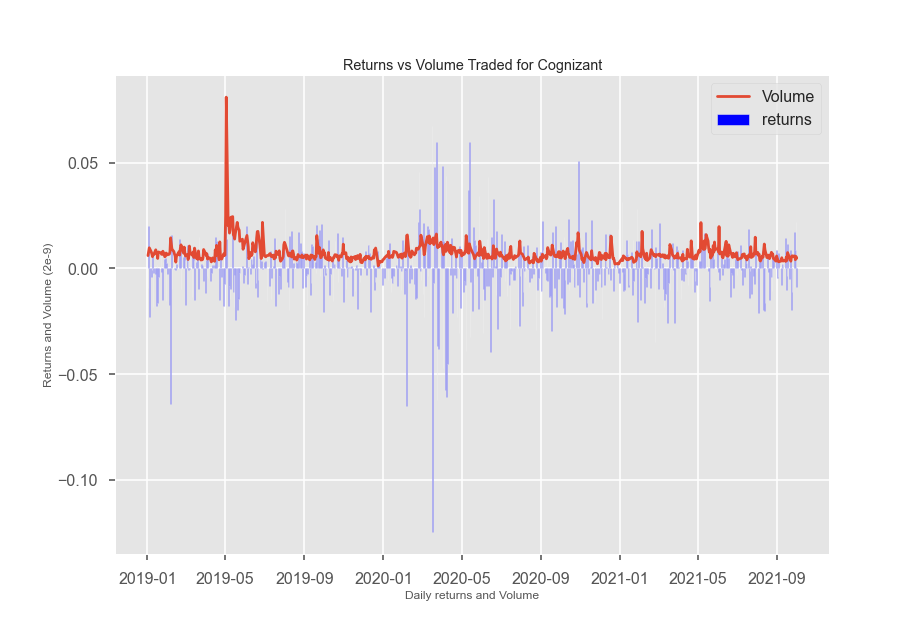 Returns vs Volume Traded for Cognizant
Volume
returns
0.05
0.00
−0.05
−0.10
Returns and Volume (2e-9)
2019-01 2019-05 2019-09 2020-01 2020-05 2020-09 2021-01 2021-05 2021-09
Daily returns and Volume